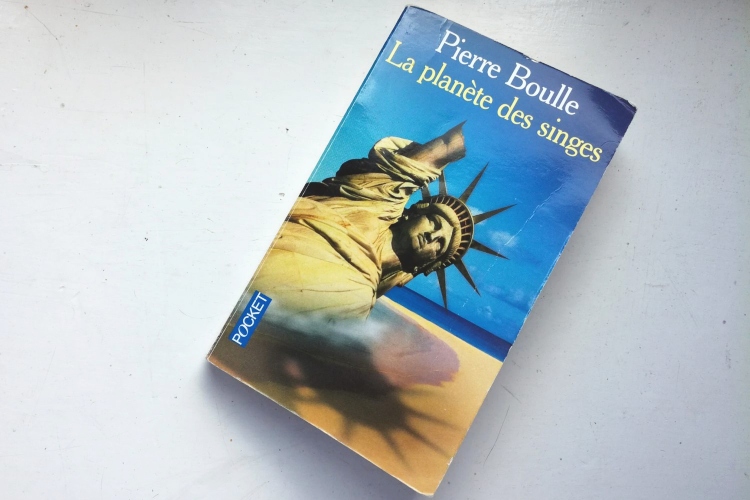 Pierre Boulle
La planète des singes
POCKET